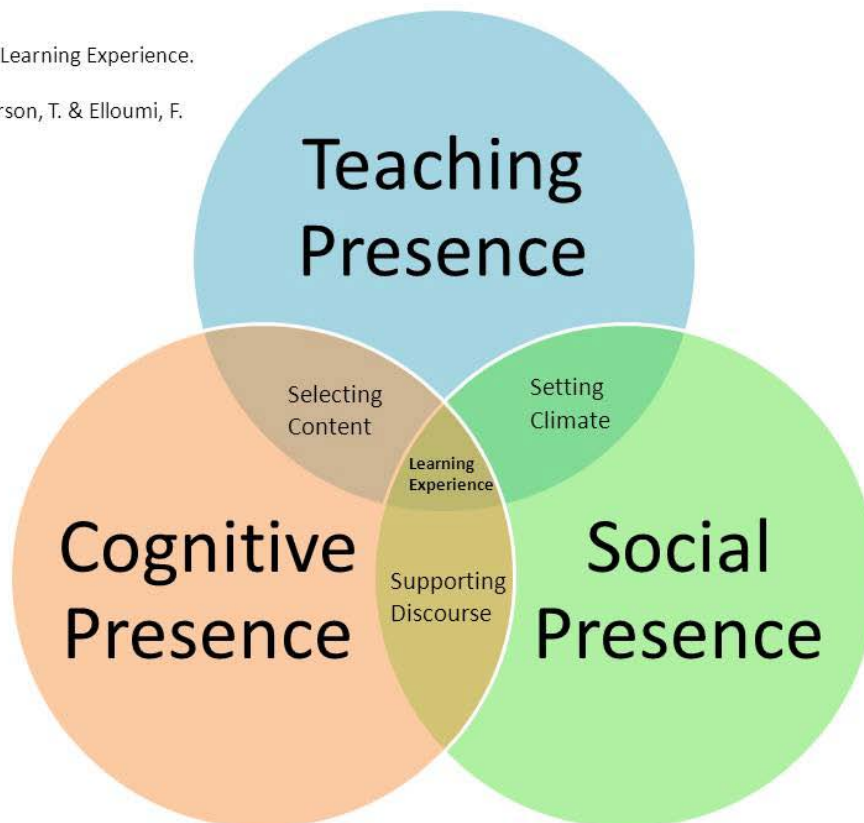 Learning Experience.
rson, T. & Elloumi, F.
Teaching
Presence
Selecting
Content
Setting
Climate
Learning
Experience
Cognitive
Presence
Social
Presence
Supporting
Discourse